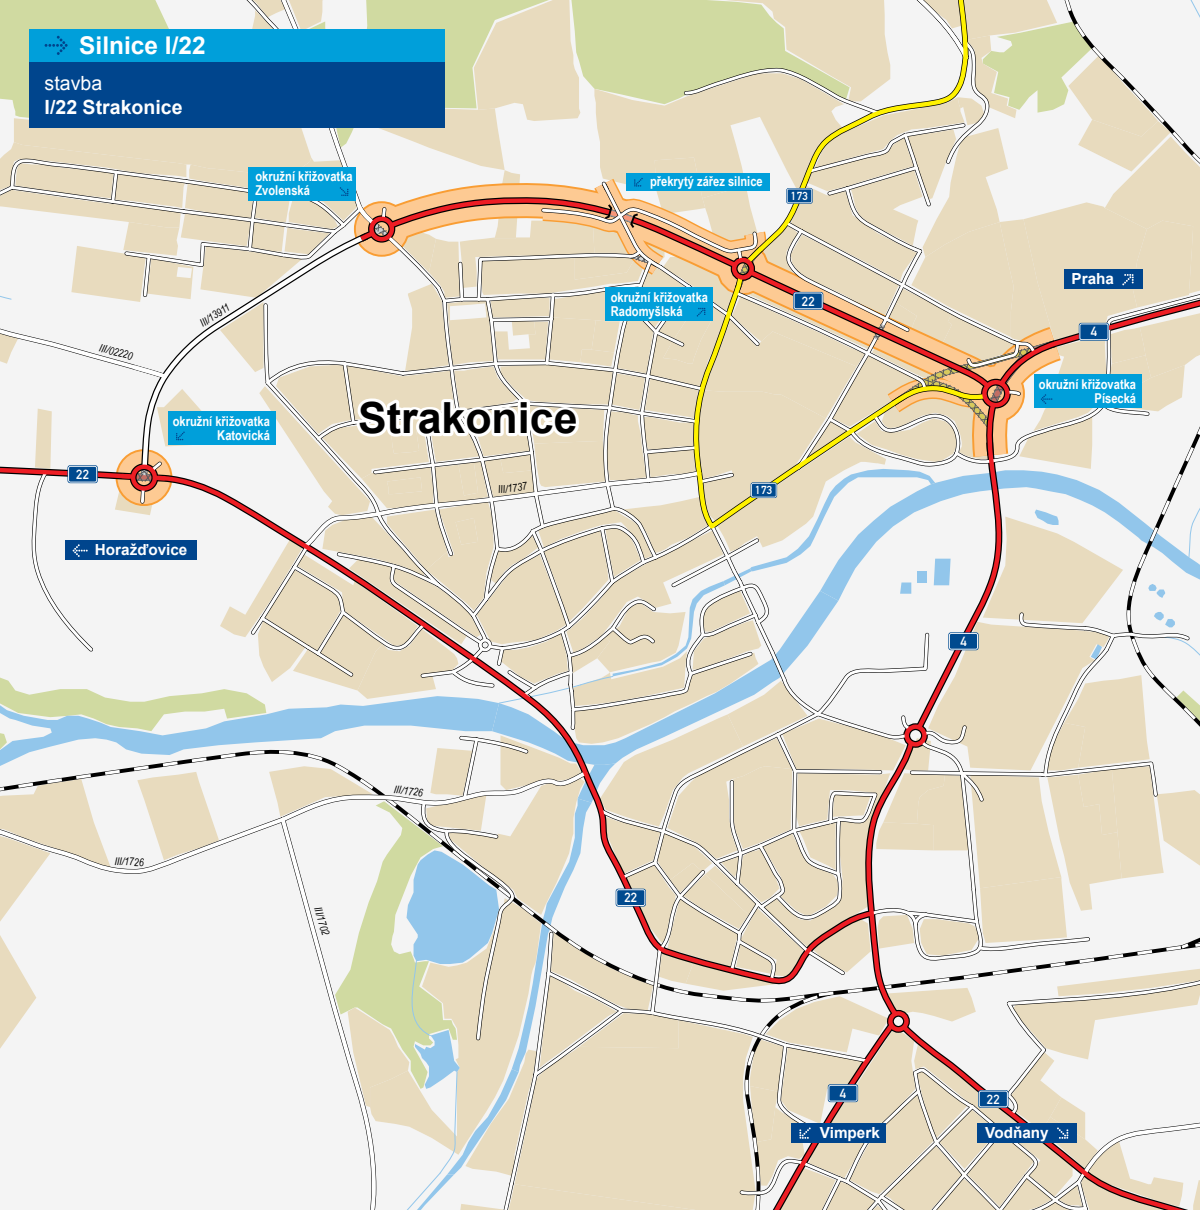 Silnice I/22
stavba
I/22 Strakonice
okružní křižovatka
Zvolenská
překrytý zářez silnice
173
Praha
okružní křižovatka
Radomyšlská
22
4
III/13911
III/02220
okružní křižovatka
Písecká
okružní křižovatka
Katovická
Strakonice
22
III/1737
173
Horažďovice
4
III/1726
III/1726
22
III/1702
4
22
Vimperk
Vodňany